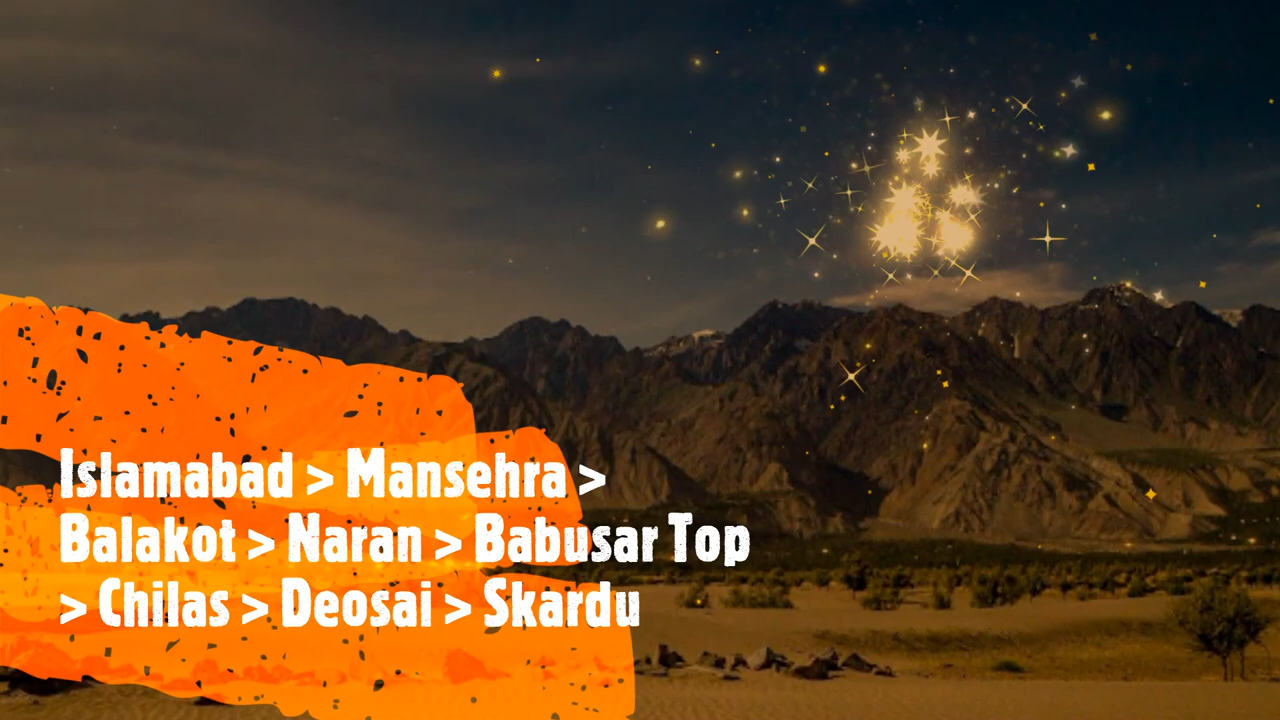 Islamabad > Mansehra >
Balakot > Naran > Babusar Top
> Chilas > Deosai > Skardu